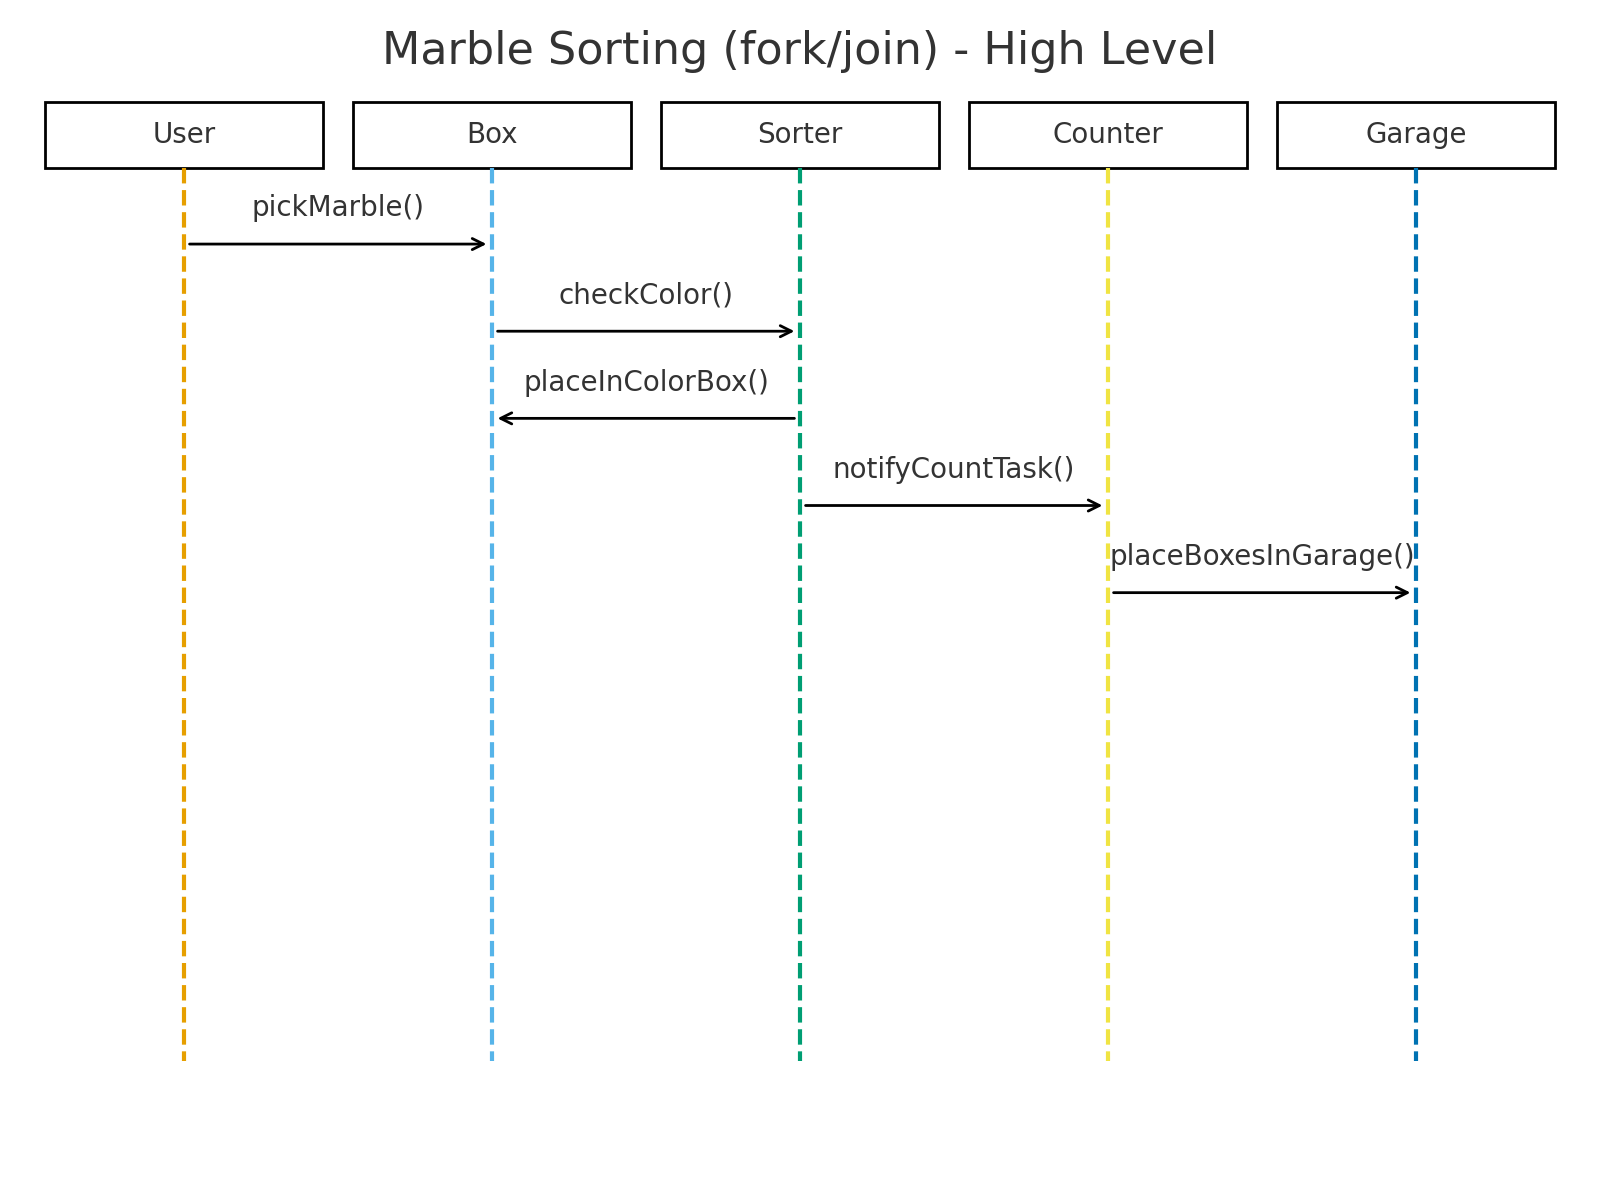 Marble Sorting (fork/join) - High Level
User
Box
Sorter
Counter
Garage
pickMarble()
checkColor()
placeInColorBox()
notifyCountTask()
placeBoxesInGarage()